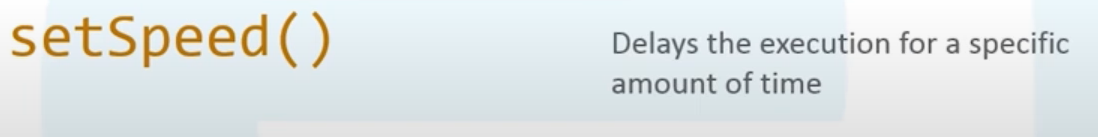 setSpeed()
Delays the execution for a specific
amount of time